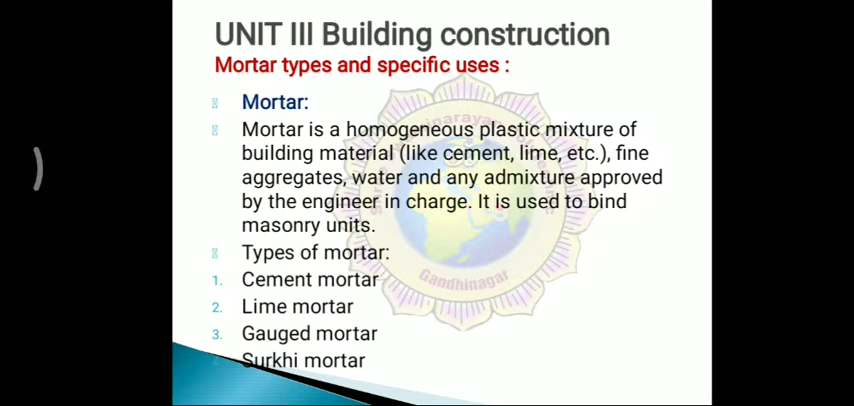 UNIT III Building construction
Mortar types and specific uses :
Mortar:
Mortar is a homogeneous plastic mixture of
building material (like cement, lime, etc.), fine
aggregates, water and any admixture approved
by the engineer in charge. It is used to bind
masonry units.
Types of mortar:
1. Cement mortar
2. Lime mortar
3. Gauged mortar
Surkhi mortar
Gandhinagar